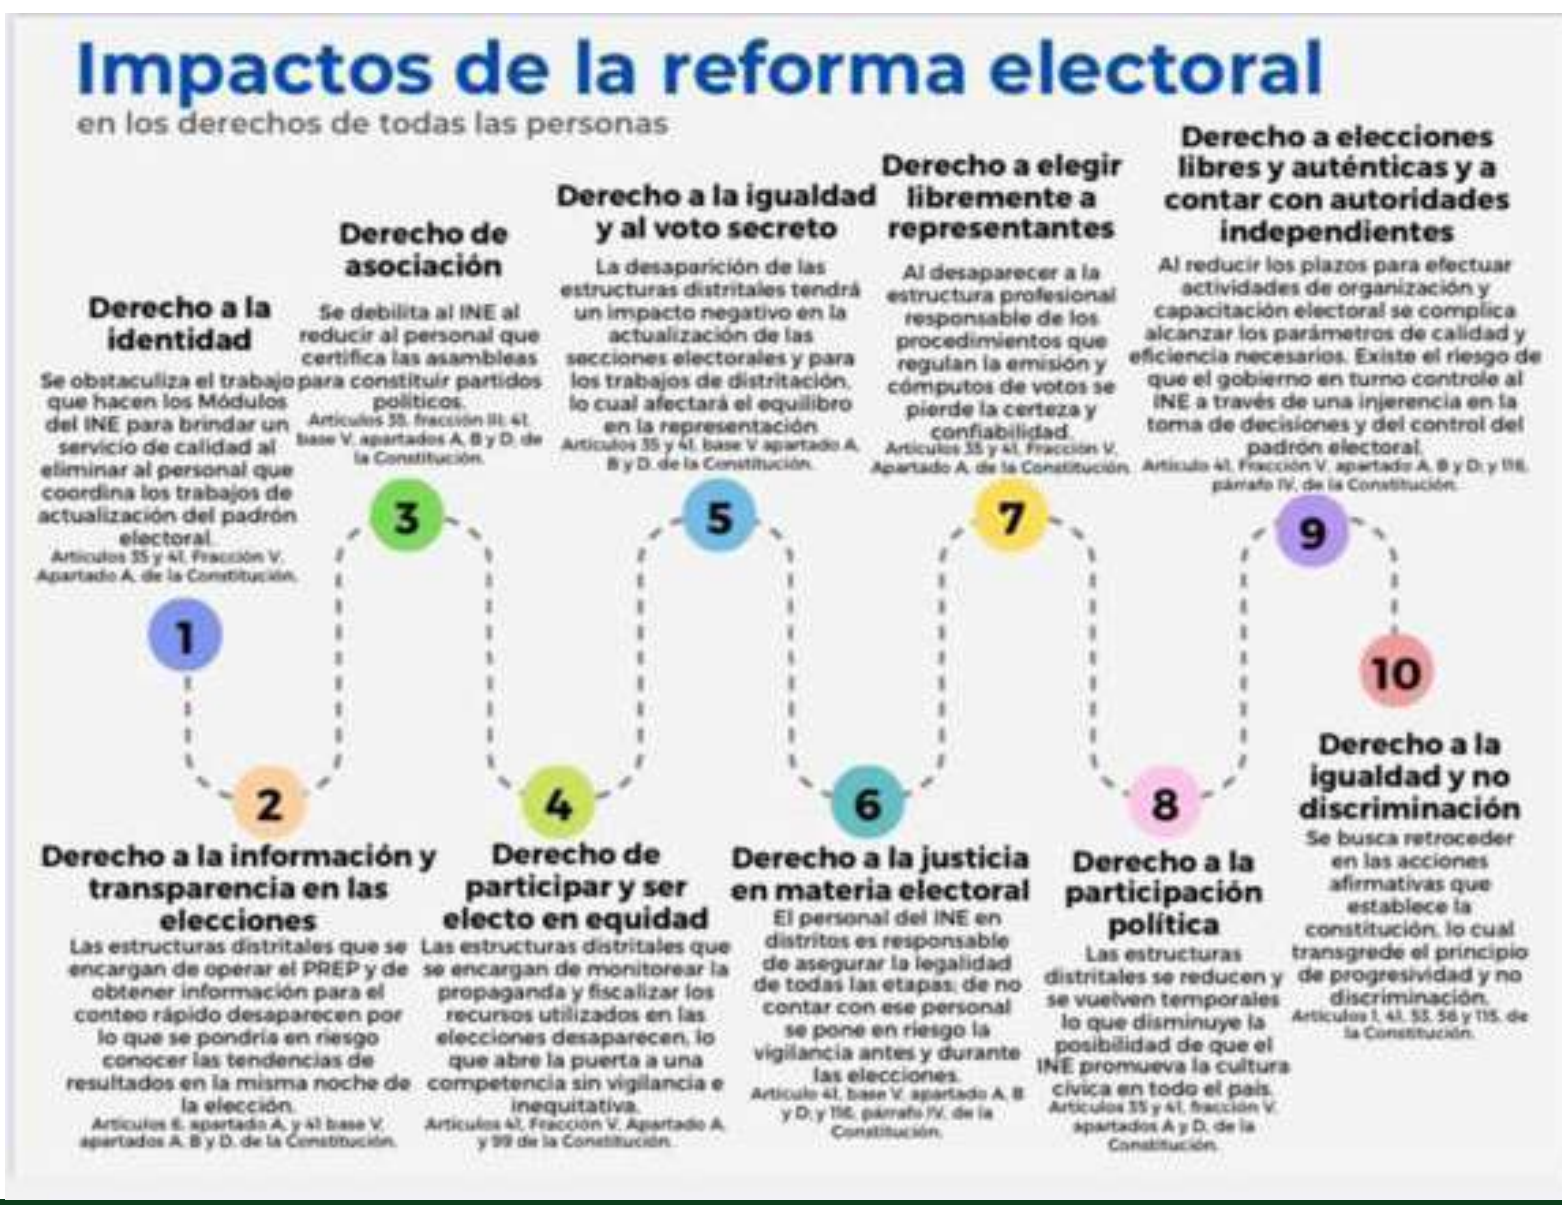 Impactos de la reforma electoral
en los derechos de todas las personas
Derecho a la
identidad
Se obstaculiza el trabajo
que hacen los Módulos
del INE para brindar un
servicio de calidad al
eliminar al personal que
coordina los trabajos de
actualización del padrón
electoral.
Artículos 35 y 41, Fracción V,
Apartado A, de la Constitución.
1
2
Derecho a la información y
transparencia en las
elecciones
Las estructuras distritales que se
encargan de operar el PREP y de
obtener información para el
conteo rápido desaparecen por
lo que se pondría en riesgo
conocer las tendencias de
resultados en la misma noche de
la elección.
Artículos 6, apartado A, y 41 base V,
apartados A, B y D, de la Constitución.
Derecho de
asociación
Se debilita al INE al
reducir al personal que
certifica las asambleas
para constituir partidos
políticos.
Artículos 35, fracción III; 41,
base V, apartados A, B y D, de
la Constitución.
3
4
Derecho de
participar y ser
electo en equidad
Las estructuras distritales que
se encargan de monitorear la
propaganda y fiscalizar los
recursos utilizados en las
elecciones desaparecen, lo
que abre la puerta a una
competencia sin vigilancia e
inequitativa.
Artículos 41, Fracción V, Apartado A
y 99 de la Constitución.
Derecho a la igualdad
y al voto secreto
La desaparición de las
estructuras distritales tendrá
un impacto negativo en la
actualización de las
secciones electorales y para
los trabajos de distritación,
lo cual afectará el equilibro
en la representación
Artículos 35 y 41, base V apartado A,
B y D, de la Constitución.
5
6
Derecho a la justicia
en materia electoral
El personal del INE en
distritos es responsable
de asegurar la legalidad
de todas las etapas; de no
contar con ese personal
se pone en riesgo la
vigilancia antes y durante
las elecciones.
Artículo 41, base V, apartado A, B
y D; y 116, párrafo IV, de la
Constitución.
Derecho a elegir
libremente a
representantes
Al desaparecer a la
estructura profesional
responsable de los
procedimientos que
regulan la emisión y
cómputos de votos se
pierde la certeza y
confiabilidad.
Artículos 35 y 41, Fracción V,
Apartado A, de la Constitución.
7
8
Derecho a la
participación
política
Las estructuras
distritales se reducen y
se vuelven temporales
lo que disminuye la
posibilidad de que el
INE promueva la cultura
cívica en todo el país.
Artículos 35 y 41, fracción V,
apartados A y D, de la
Constitución.
Derecho a elecciones
libres y auténticas y a
contar con autoridades
independientes
Al reducir los plazos para efectuar
actividades de organización y
capacitación electoral se complica
alcanzar los parámetros de calidad y
eficiencia necesarios. Existe el riesgo de
que el gobierno en turno controle al
INE a través de una injerencia en la
toma de decisiones y del control del
padrón electoral.
Artículo 41, Fracción V, apartado A, B y D; y 116,
párrafo IV, de la Constitución.
9
10
Derecho a la
igualdad y no
discriminación
Se busca retroceder
en las acciones
afirmativas que
establece la
constitución, lo cual
transgrede el principio
de progresividad y no
discriminación.
Artículos 1, 41, 53, 56 y 115, de
la Constitución.